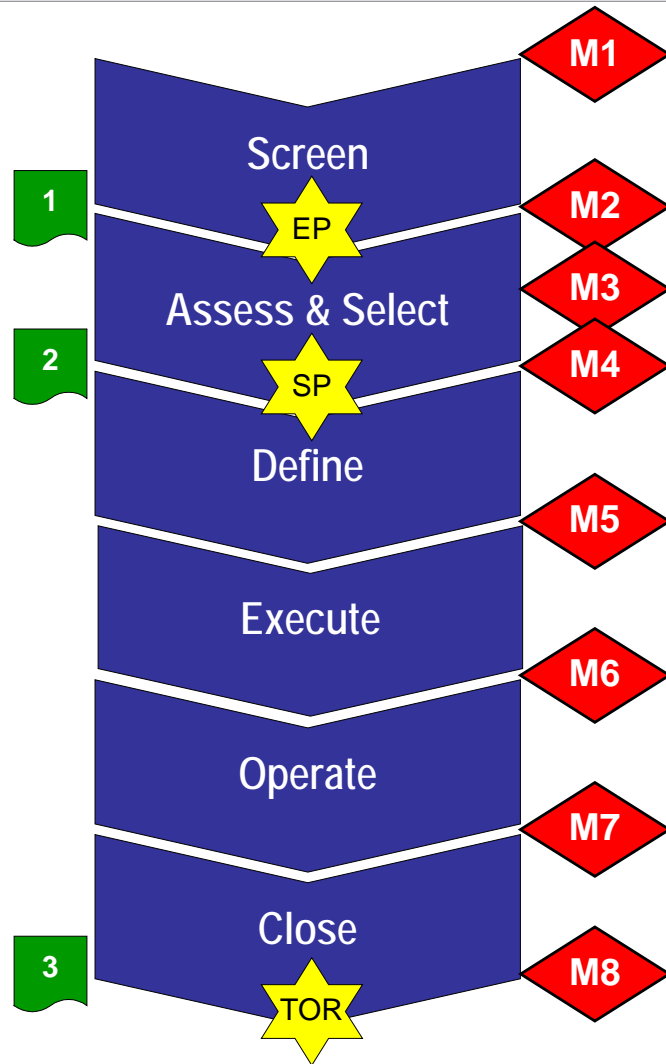 M1
Screen
1
M2
EP
M3
Assess & Select
2
M4
SP
Define
M5
Execute
M6
Operate
M7
Close
3
M8
TOR